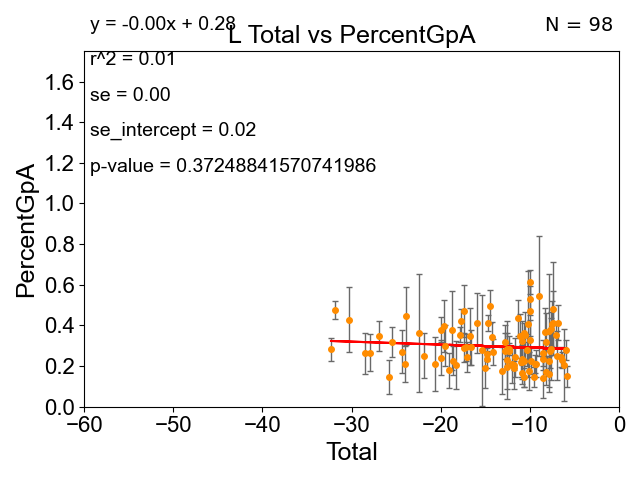 y = -0.00x + 0.28
N = 98
L Total vs PercentGpA
r^2 = 0.01
se = 0.00
se_intercept = 0.02
p-value = 0.37248841570741986
PercentGpA
1.6
1.4
1.2
1.0
0.8
0.6
0.4
0.2
0.0
−60
−50
−40
−30
−20
−10
0
Total